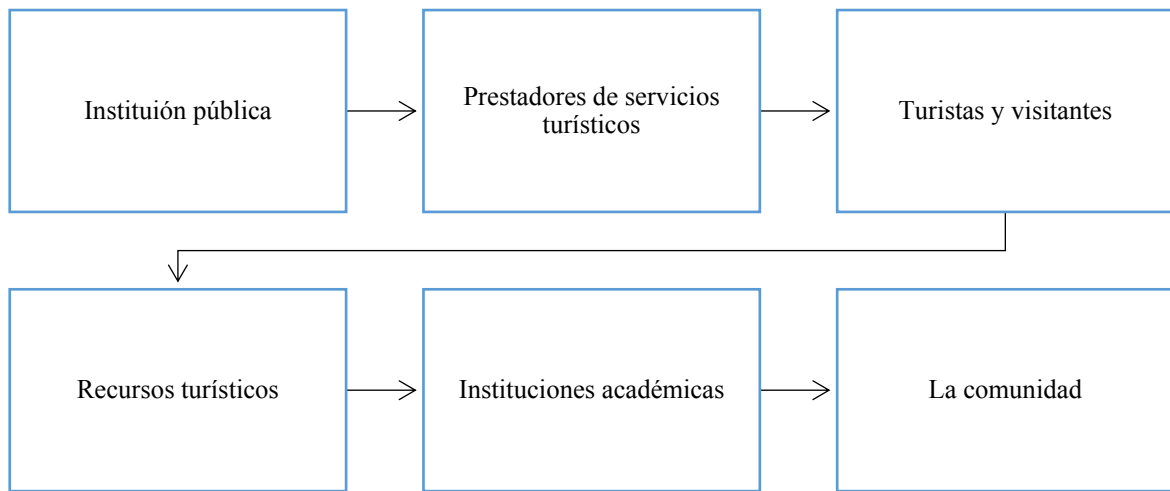 Instituión pública
Prestadores de servicios
turísticos
Turistas y visitantes
Recursos turísticos
Instituciones académicas
La comunidad